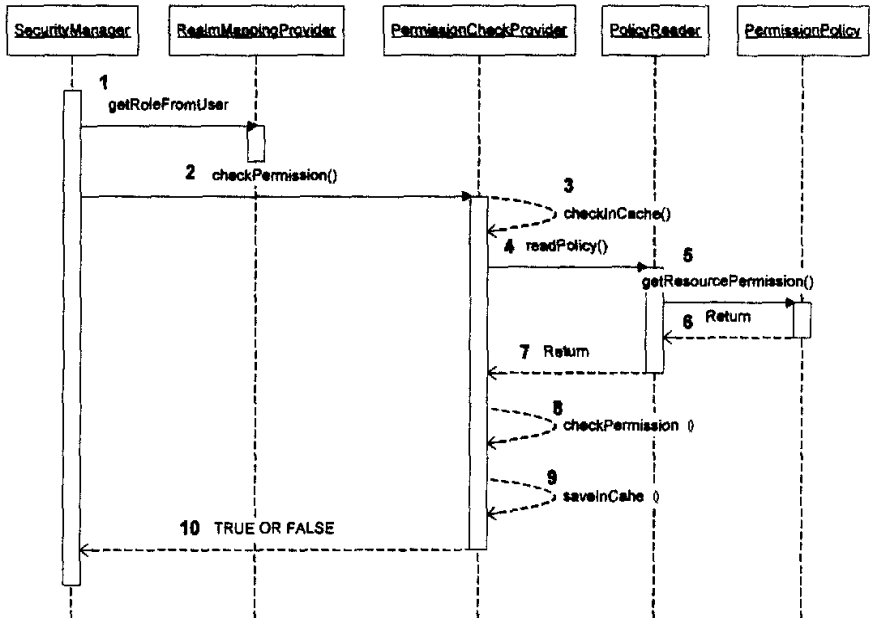 SecurityManager
RealmMappingProvider
PermissionCheckProvider
PolicyReader
PermissionPolicy
1
getRoleFromUser
2 checkPermission()
3
checkInCache()
4 readPolicy()
5
getResourcePermission()
6 Return
7 Return
8
checkPermission ()
9
saveInCahe ()
10 TRUE OR FALSE